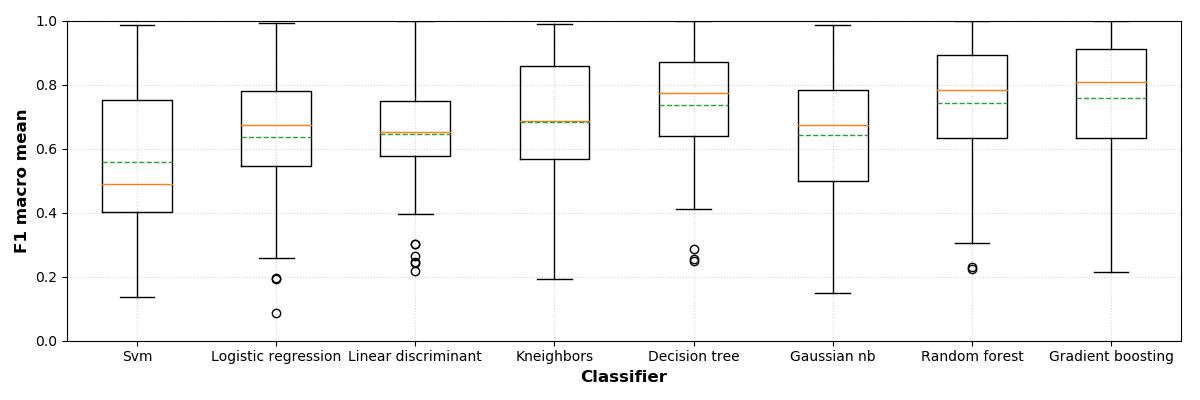 F1 macro mean
1.0
0.8
0.6
0.4
0.2
0.0
Svm
Logistic regression
Linear discriminant
Kneighbors
Decision tree
Gaussian nb
Random forest
Gradient boosting
Classifier